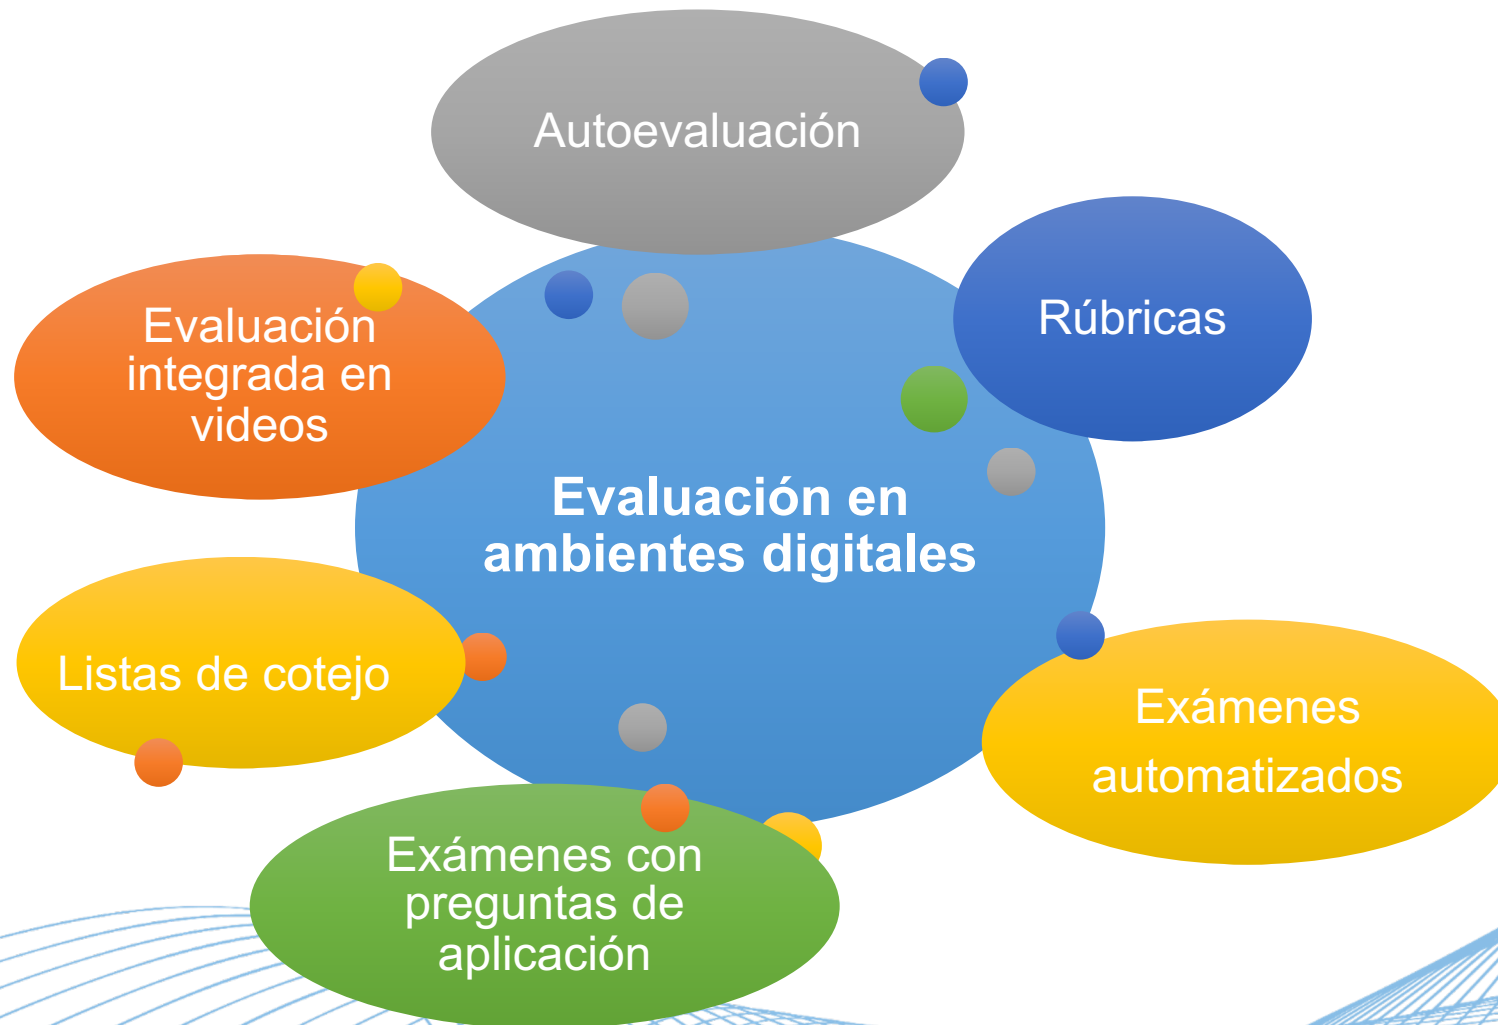 Autoevaluación
Rúbricas
Evaluación
integrada en
videos
Evaluación en
ambientes digitales
Listas de cotejo
Exámenes
automatizados
Exámenes con
preguntas de
aplicación